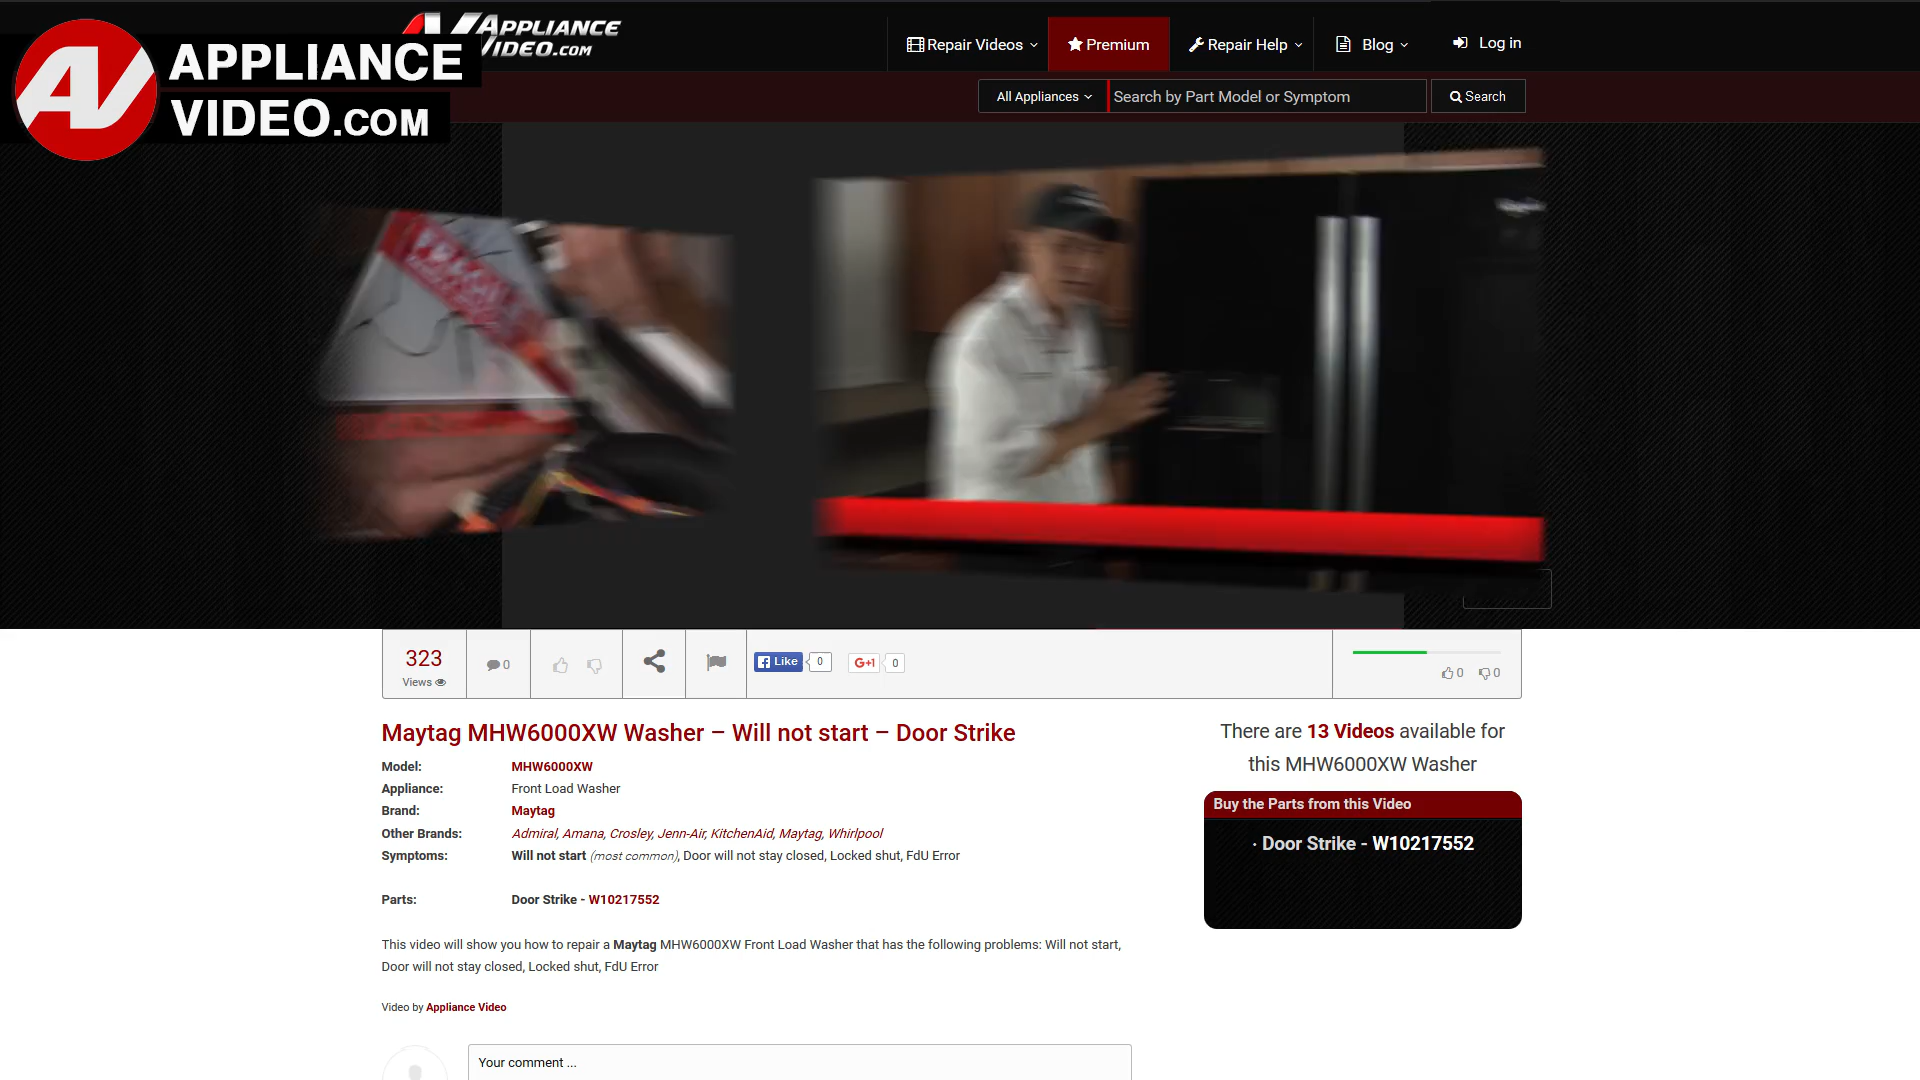 APPLIANCE
VIDEO.COM
APPLIANCE
VIDEO.COM
Repair Videos
Premium
Repair Help
Blog
Log in
All Appliances
Search by Part Model or Symptom
Search
323
Views
0
Like
0
G+1
0
0
0
Maytag MHW6000XW Washer – Will not start – Door Strike
Model: MHW6000XW
Appliance: Front Load Washer
Brand: Maytag
Other Brands: Admiral, Amana, Crosley, Jenn-Air, KitchenAid, Maytag, Whirlpool
Symptoms: Will not start (most common), Door will not stay closed, Locked shut, FdU Error
Parts: Door Strike - W10217552
This video will show you how to repair a Maytag MHW6000XW Front Load Washer that has the following problems: Will not start,
Door will not stay closed, Locked shut, FdU Error
Video by Appliance Video
Your comment ...
There are 13 Videos available for
this MHW6000XW Washer
Buy the Parts from this Video
· Door Strike - W10217552